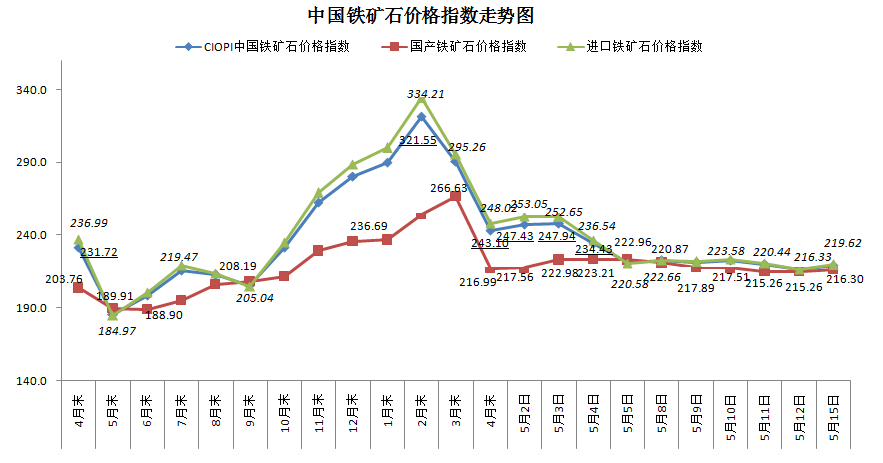 中国铁矿石价格指数走势图
CIOPI中国铁矿石价格指数
国产铁矿石价格指数
进口铁矿石价格指数
340.0
290.0
240.0
190.0
140.0
236.99
231.72
203.76
189.91
184.97
188.90
219.47
208.19
205.04
236.69
334.21
321.55
295.26
266.63
248.02
243.10
216.99
253.05
247.43
217.56
252.65
247.94
222.98
236.54
234.43
223.21
222.96
220.58
220.87
222.66
217.89
223.58
217.51
220.44
215.26
216.33
215.26
219.62
216.30
4月末
5月末
6月末
7月末
8月末
9月末
10月末
11月末
12月末
1月末
2月末
3月末
4月末
5月2日
5月3日
5月4日
5月5日
5月8日
5月9日
5月10日
5月11日
5月12日
5月15日